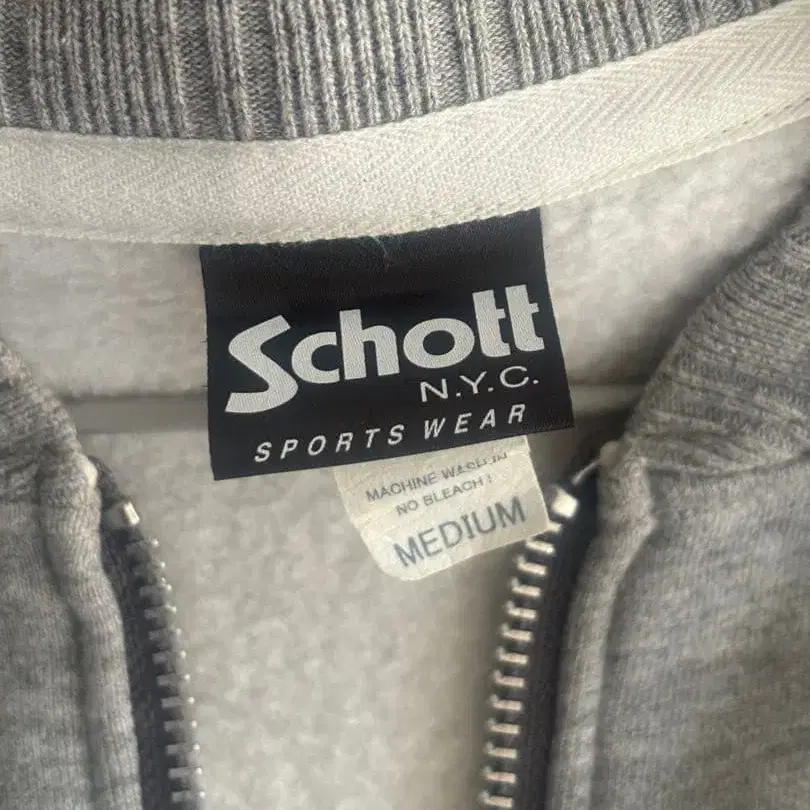 Schott
N.Y.C.
SPORTS WEAR
MACHINE WASH IN
NO BLEACH!
MEDIUM